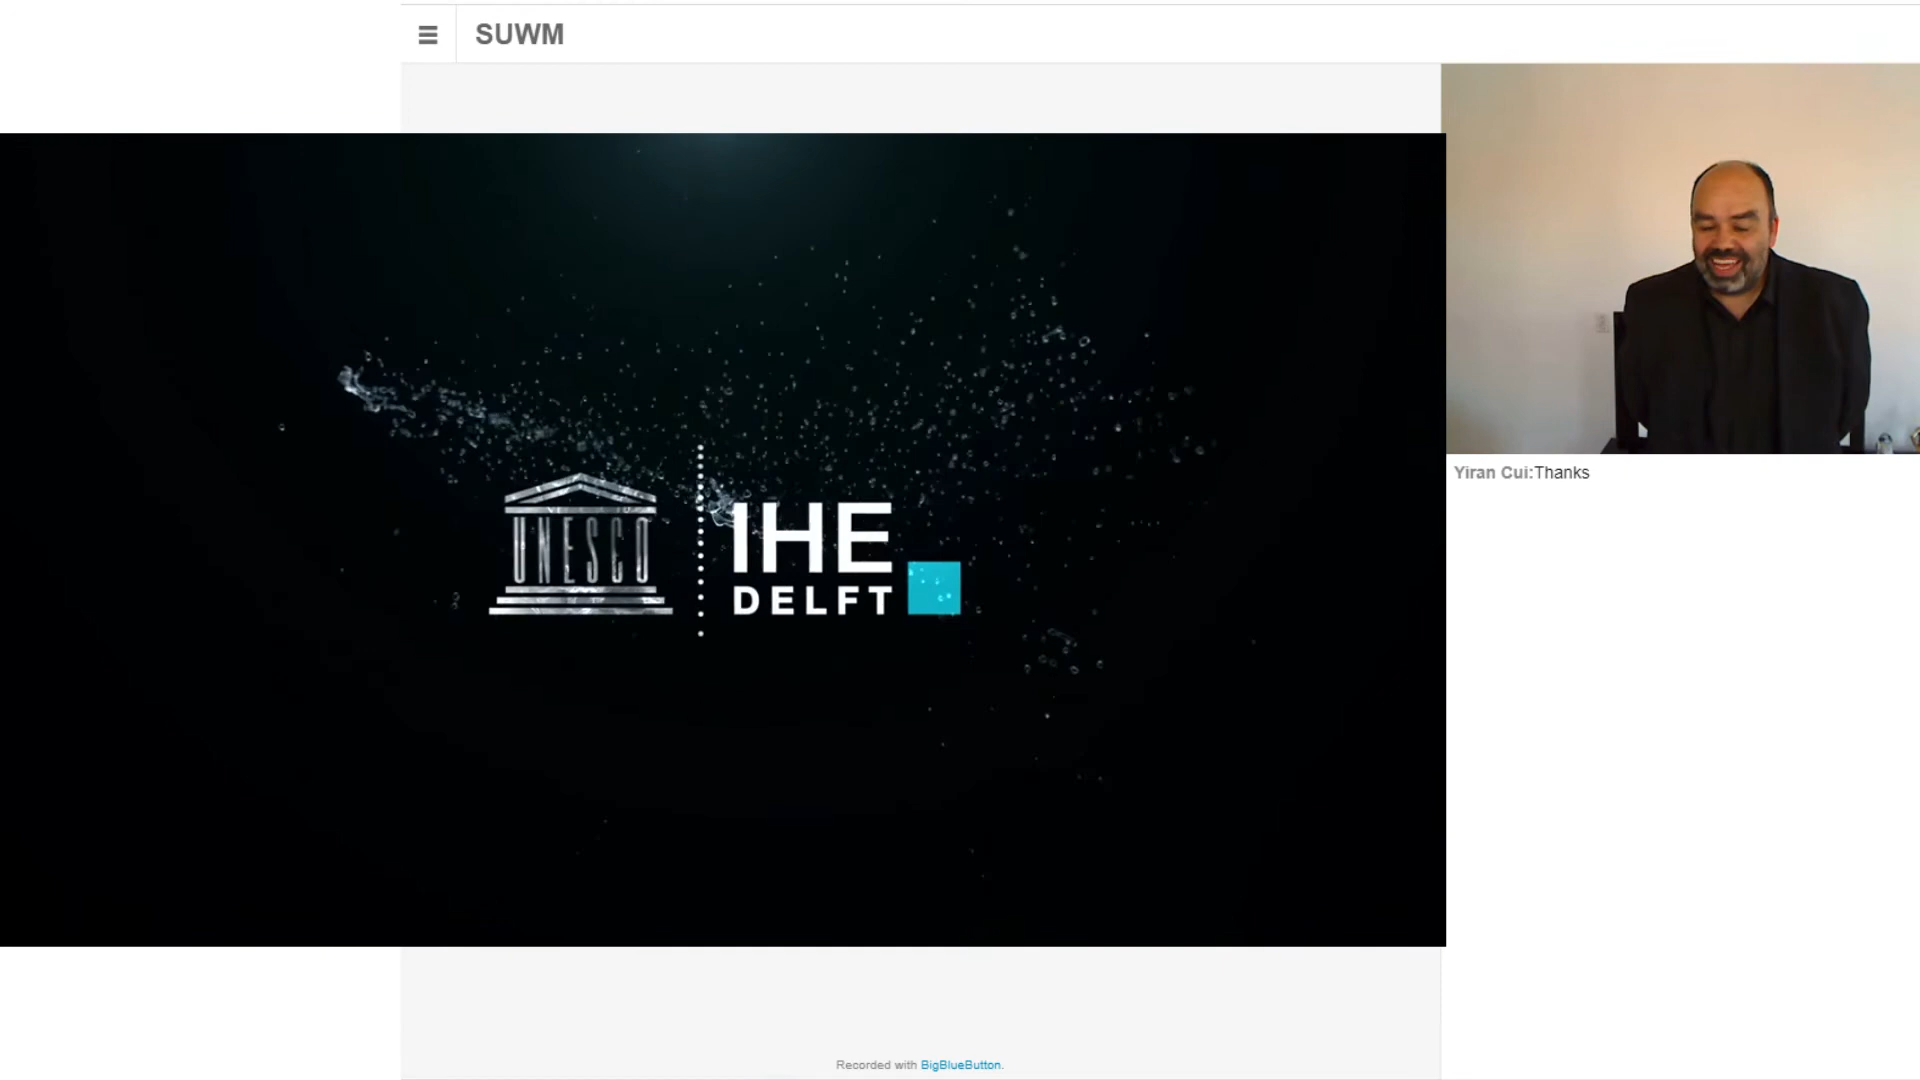 SUWM
UNESCO
IHE
DELFT
Yiran Cui:Thanks
Recorded with BigBlueButton.